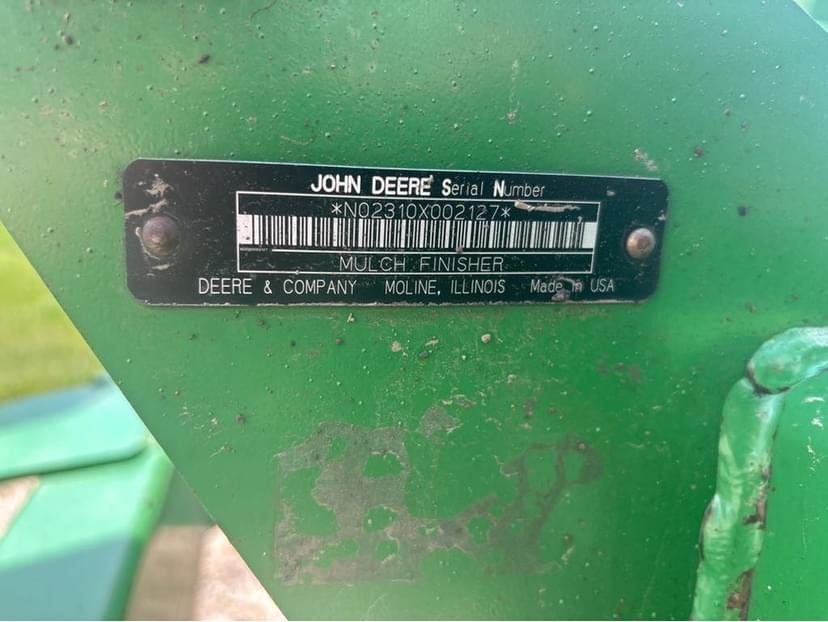 JOHN DEERE Serial Number
*N02310X002127*
MULCH FINISHER
DEERE & COMPANY MOLINE, ILLINOIS Made in USA